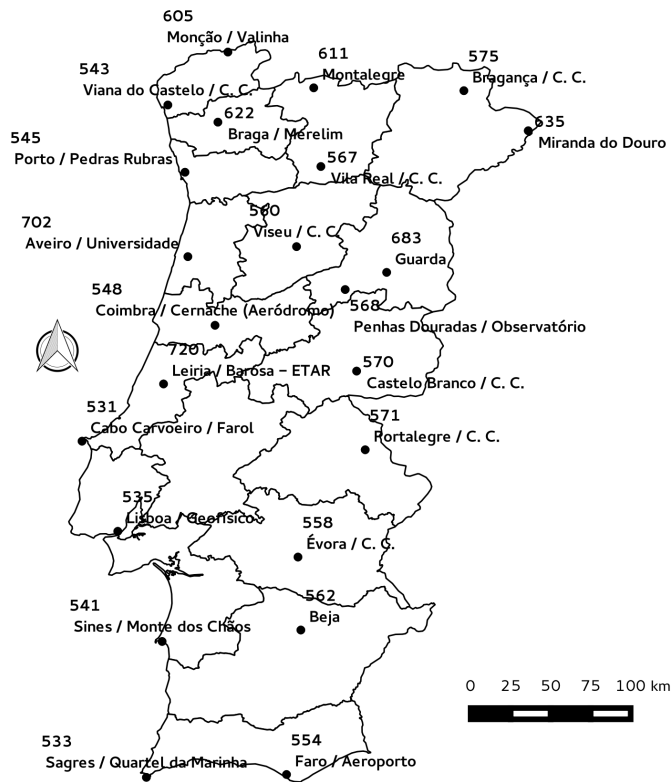 605
Monção / Valinha
611
Montalegre
575
Bragança / C. C.
543
Viana do Castelo / C. C.
622
Braga / Merelim
635
Miranda do Douro
545
Porto / Pedras Rubras
567
Vila Real / C. C.
702
Aveiro / Universidade
560
Viseu / C. C.
683
Guarda
548
Coimbra / Cernache (Aeródromo)
568
Penhas Douradas / Observatório
720
Leiria / Barosa – ETAR
570
Castelo Branco / C. C.
531
Cabo Carvoeiro / Farol
571
Portalegre / C. C.
535
Lisboa / Geofísico
558
Évora / C. C.
562
Beja
541
Sines / Monte dos Chãos
0 25 50 75 100 km
533
Sagres / Quartel da Marinha
554
Faro / Aeroporto